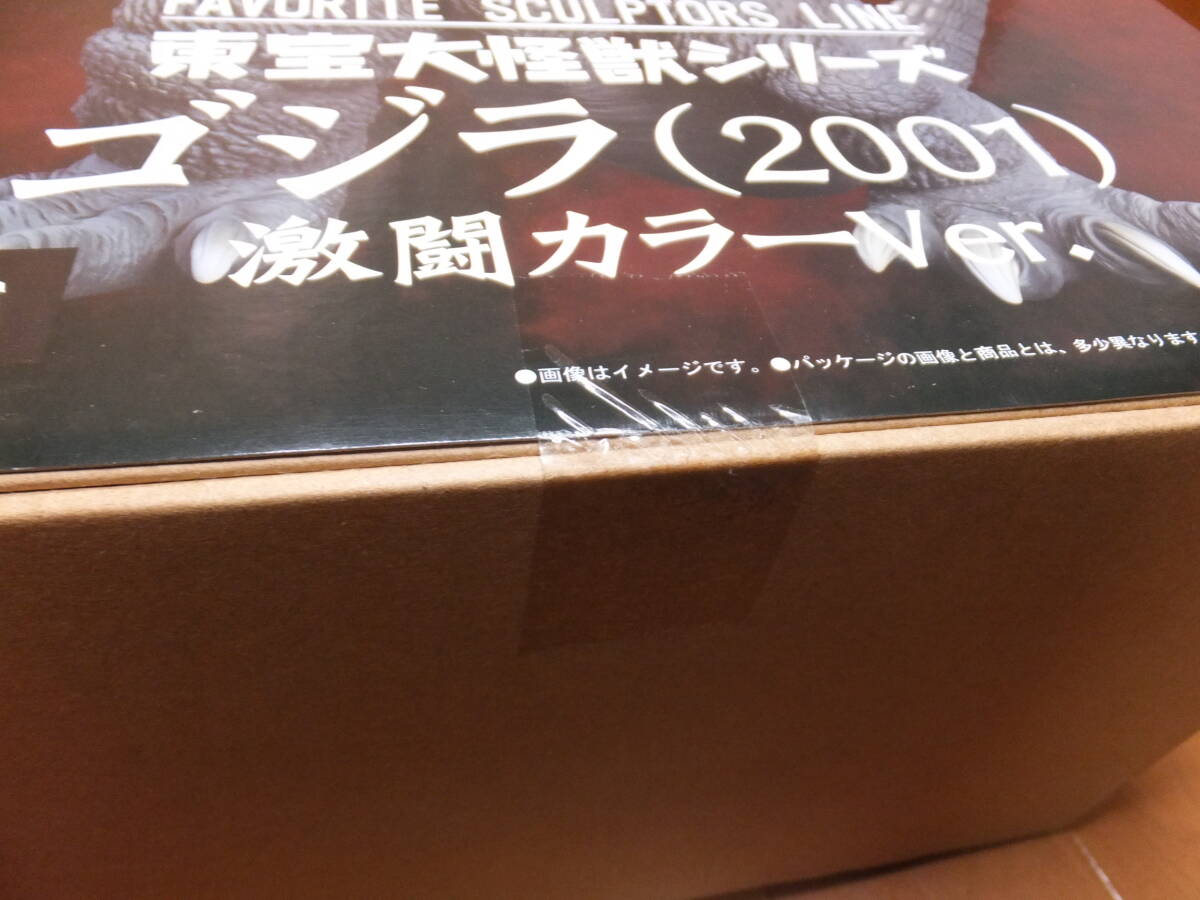 FAVORITE SCULPTORS LINE
東宝大怪獣シリーズ
ゴジラ(2001)
激闘カラーVer.
●画像はイメージです。●パッケージの画像と商品とは、多少異なります